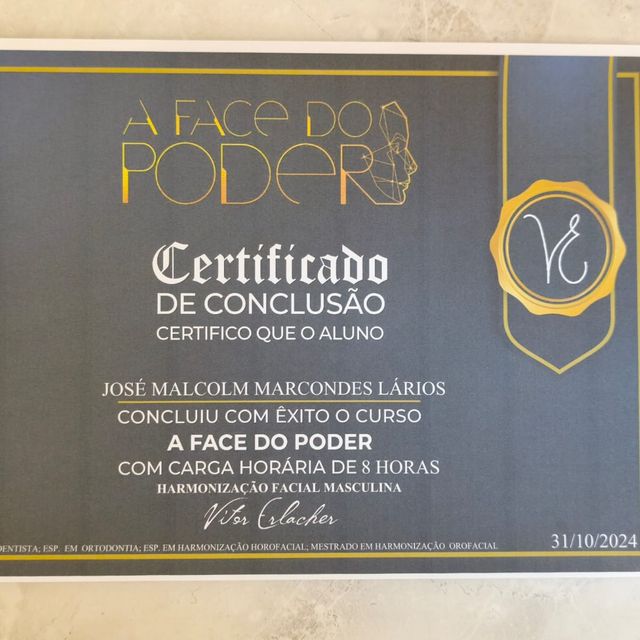 A FACE DO
PODER
VE
Certificado
DE CONCLUSÃO
CERTIFICO QUE O ALUNO
JOSÉ MALCOLM MARCONDES LÁRIOS
CONCLUIU COM ÊXITO O CURSO
A FACE DO PODER
COM CARGA HORÁRIA DE 8 HORAS
HARMONIZAÇÃO FACIAL MASCULINA
Vitor Erlacher
DENTISTA; ESP. EM ORTODONTIA; ESP. EM HARMONIZAÇÃO HOROFACIAL; MESTRADO EM HARMONIZAÇÃO OROFACIAL
31/10/2024